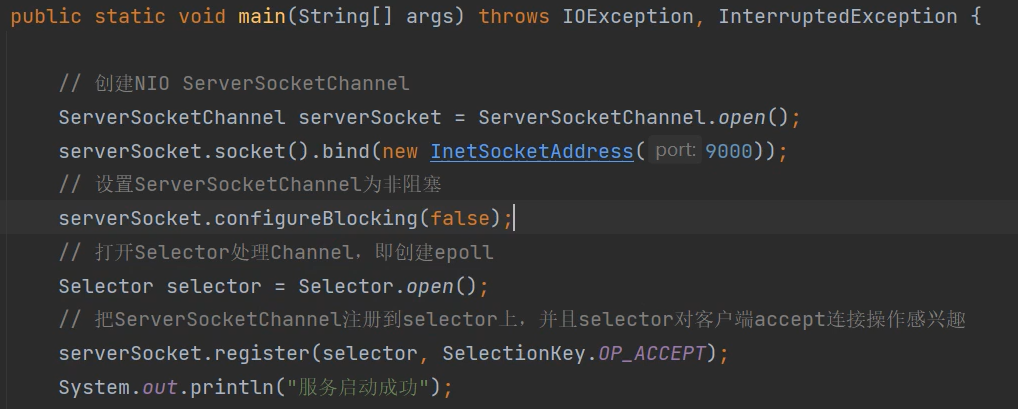 public static void main(String[] args) throws IOException, InterruptedException {
// 创建NIO ServerSocketChannel
ServerSocketChannel serverSocket = ServerSocketChannel.open();
serverSocket.socket().bind(new InetSocketAddress( port: 9000));
// 设置ServerSocketChannel为非阻塞
serverSocket.configureBlocking(false);
// 打开Selector处理Channel，即创建epoll
Selector selector = Selector.open();
// 把ServerSocketChannel注册到selector上，并且selector对客户端accept连接操作感兴趣
serverSocket.register(selector, SelectionKey.OP_ACCEPT);
System.out.println("服务启动成功");